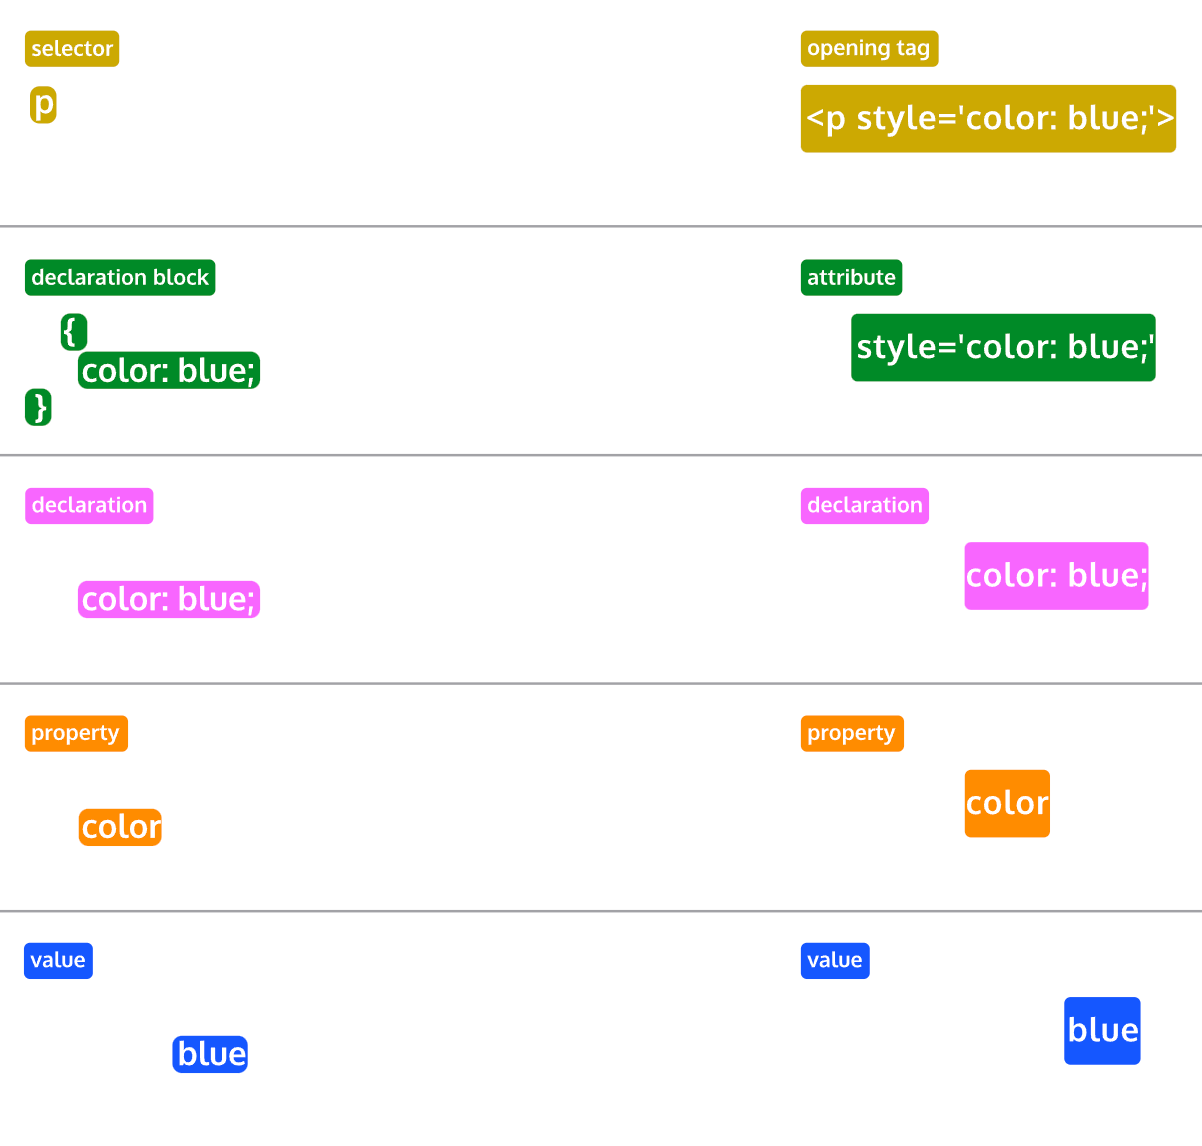 selector
opening tag
p
<p style='color: blue;'>
declaration block
attribute
{
color: blue;
}
style='color: blue;'
declaration
declaration
color: blue;
color: blue;
property
property
color
color
value
value
blue
blue